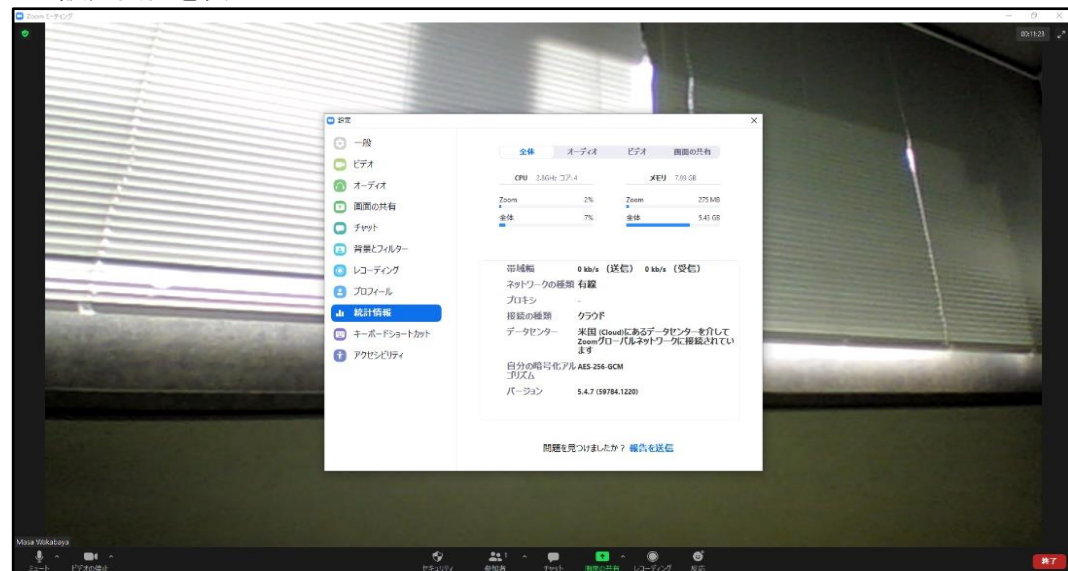 Zoom ミーティング
00:11:23
設定
一般
ビデオ
オーディオ
画面の共有
チャット
背景とフィルター
レコーディング
プロフィール
統計情報
キーボードショートカット
アクセシビリティ
全体 オーディオ ビデオ 画面の共有
CPU 2.8GHz コア: 4 メモリ 7.99 GB
Zoom 2% Zoom 275 MB
全体 7% 全体 5.43 GB
帯域幅 0 kb/s （送信） 0 kb/s （受信）
ネットワークの種類 有線
プロキシ -
接続の種類 クラウド
データセンター 米国 (Cloud)にあるデータセンターを介して
Zoomグローバルネットワークに接続されてい
ます
自分の暗号化アル AES-256-GCM
ゴリズム
バージョン 5.4.7 (59784.1220)
問題を見つけましたか？ 報告を送信
Masa Wakabaya
ミュート ビデオの停止 セキュリティ 参加者 1 チャット 画面の共有 レコーディング 反応 終了